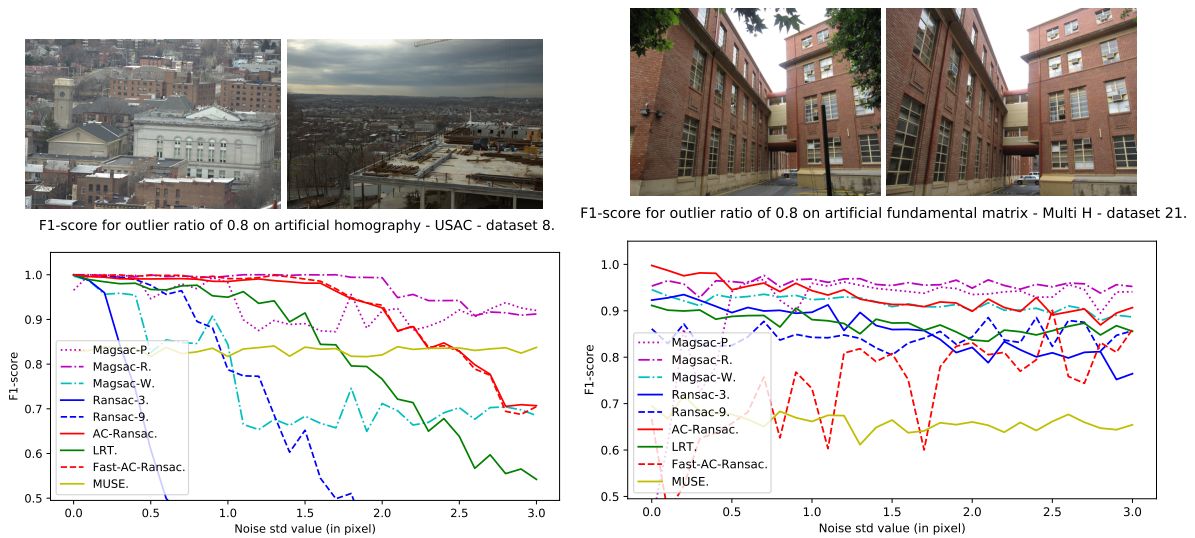 F1-score for outlier ratio of 0.8 on artificial homography - USAC - dataset 8.
F1-score
1.0
0.9
0.8
0.7
0.6
0.5
Magsac-P.
Magsac-R.
Magsac-W.
Ransac-3.
Ransac-9.
AC-Ransac.
LRT.
Fast-AC-Ransac.
MUSE.
0.0 0.5 1.0 1.5 2.0 2.5 3.0
Noise std value (in pixel)
F1-score for outlier ratio of 0.8 on artificial fundamental matrix - Multi H - dataset 21.
F1-score
1.0
0.9
0.8
0.7
0.6
0.5
Magsac-P.
Magsac-R.
Magsac-W.
Ransac-3.
Ransac-9.
AC-Ransac.
LRT.
Fast-AC-Ransac.
MUSE.
0.0 0.5 1.0 1.5 2.0 2.5 3.0
Noise std value (in pixel)